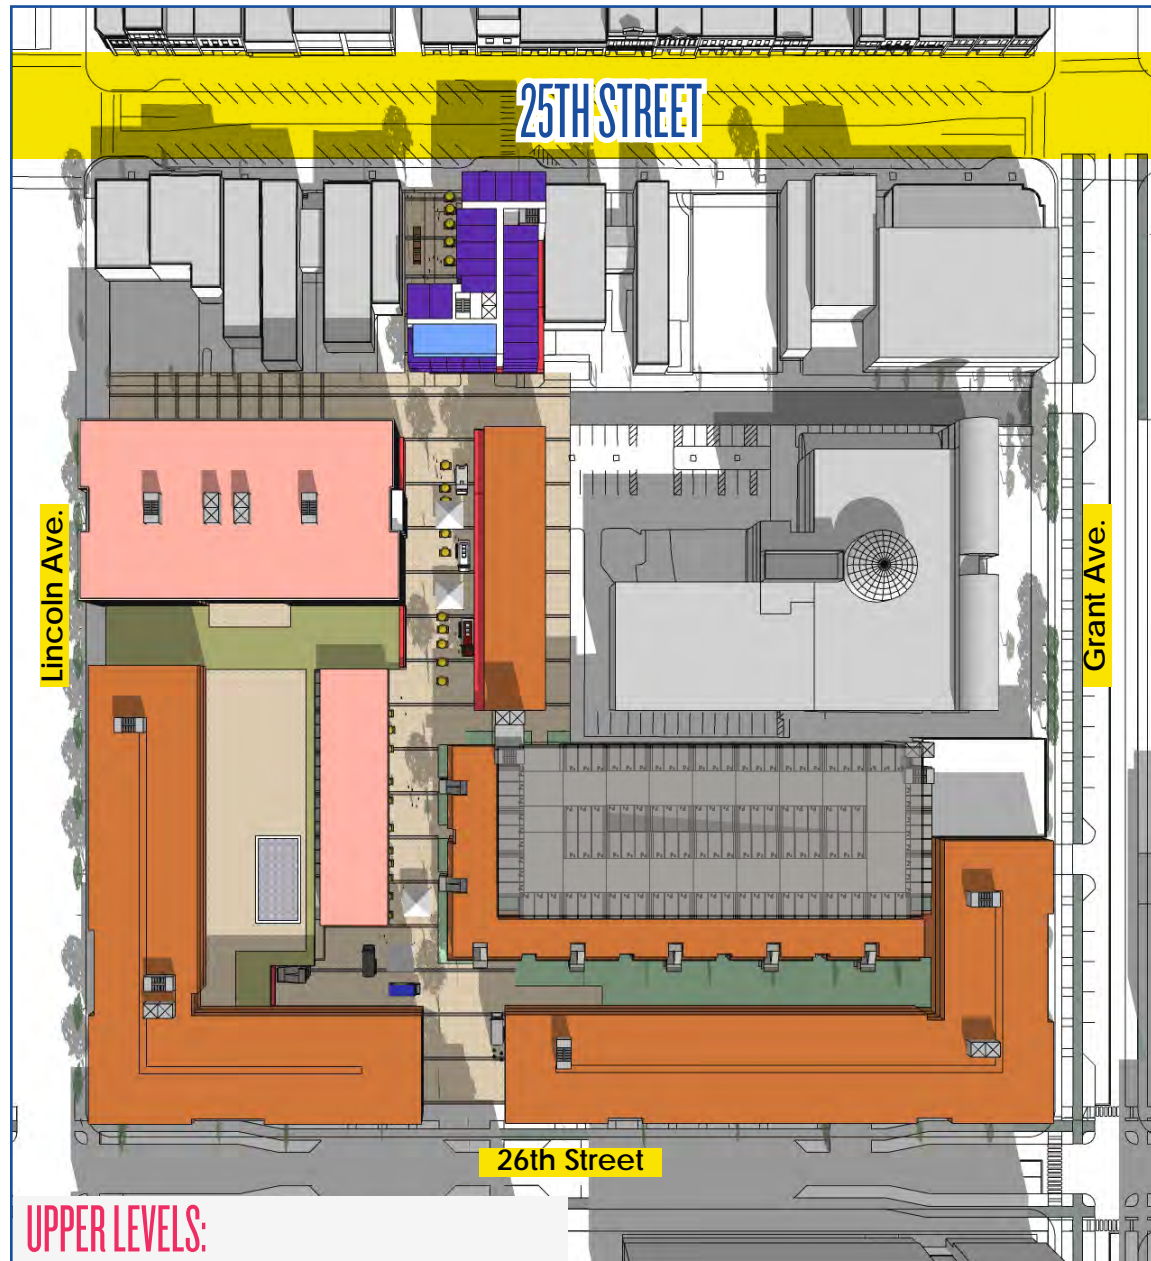 25TH STREET
Lincoln Ave.
Grant Ave.
26th Street
UPPER LEVELS: